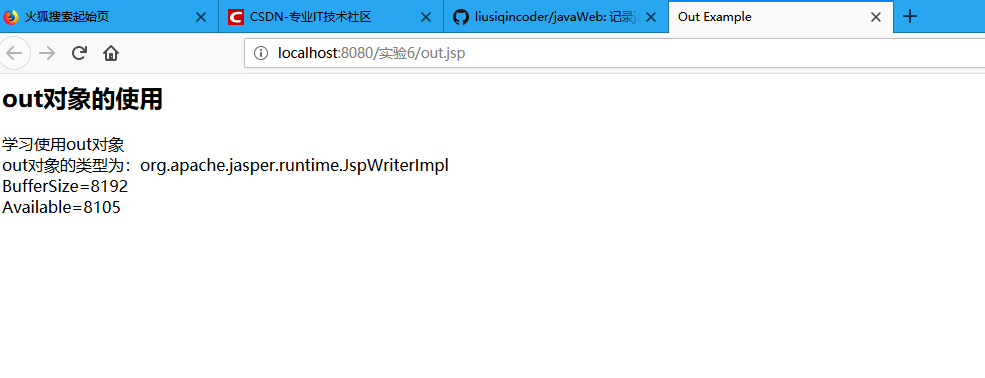 火狐搜索起始页
CSDN-专业IT技术社区
liusiqincoder/javaWeb: 记录
Out Example
localhost:8080/实验6/out.jsp
out对象的使用
学习使用out对象
out对象的类型为：org.apache.jasper.runtime.JspWriterImpl
BufferSize=8192
Available=8105